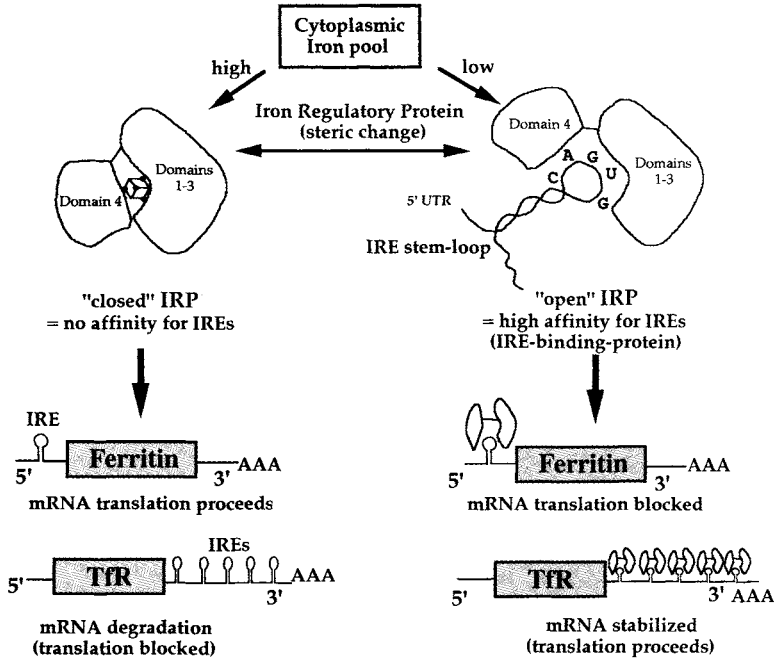 Cytoplasmic
Iron pool
high
low
Iron Regulatory Protein
(steric change)
Domain 4
Domains
1-3
Domain 4
Domains
1-3
C A G U G
5' UTR
IRE stem-loop
"closed" IRP
= no affinity for IREs
"open" IRP
= high affinity for IREs
(IRE-binding-protein)
IRE
5' Ferritin 3' AAA
mRNA translation proceeds
5' Ferritin 3' AAA
mRNA translation blocked
IREs
5' TfR 3' AAA
mRNA degradation
(translation blocked)
5' TfR 3' AAA
mRNA stabilized
(translation proceeds)